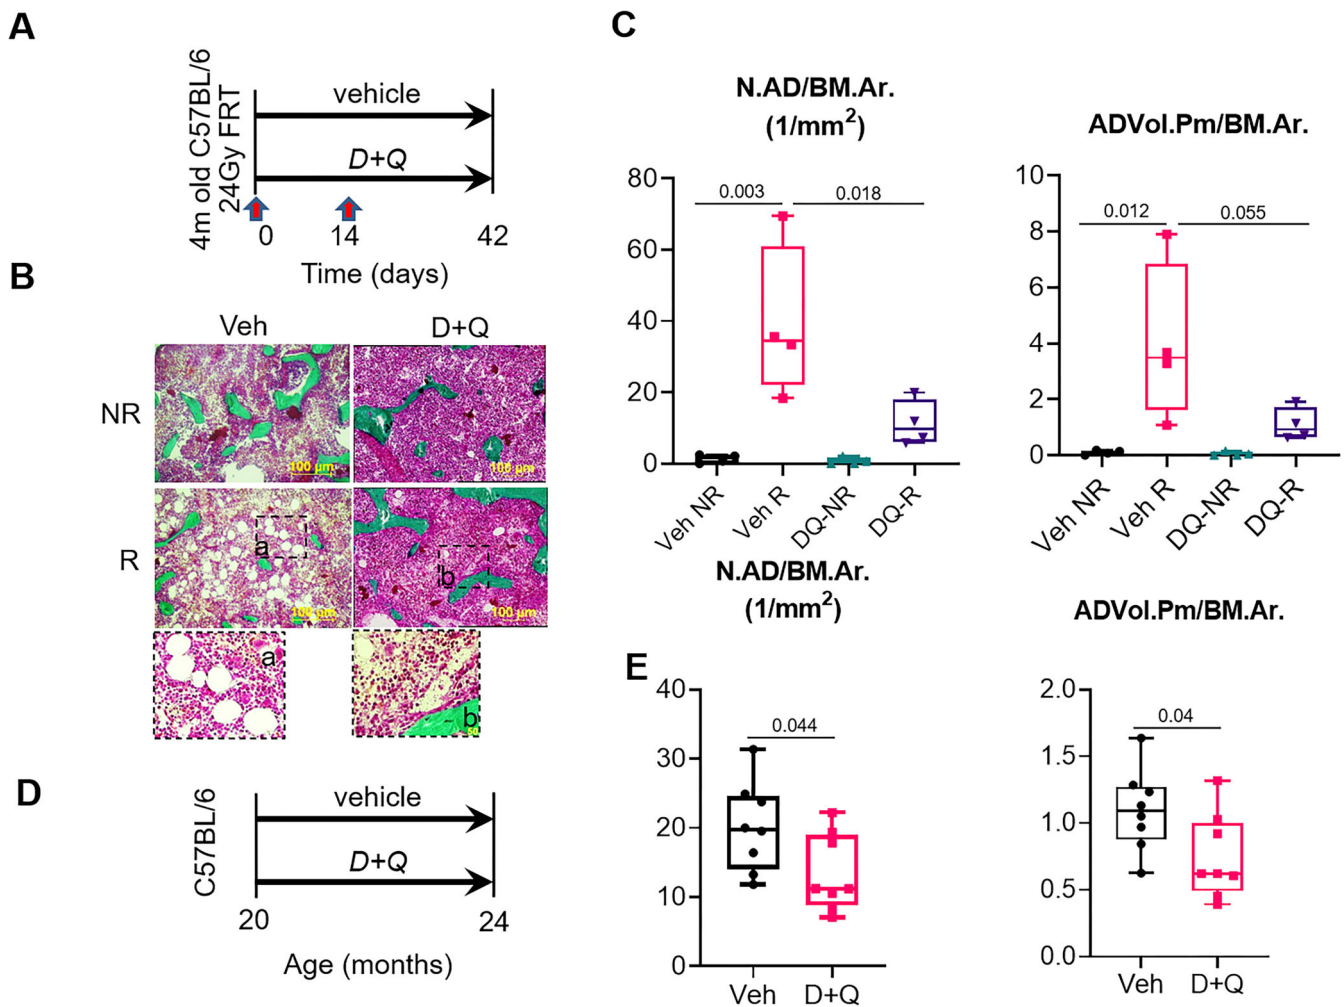 A
4m old C57BL/6
24Gy FRT
vehicle
D+Q
0 14 42
Time (days)
B
Veh D+Q
NR
100 μm 100 μm
R
a b
100 μm 100 μm
a b
50
C
N.AD/BM.Ar.
(1/mm²)
80
60
40
20
0
0.003 0.018
Veh NR Veh R DQ-NR DQ-R
ADVol.Pm/BM.Ar.
10
8
6
4
2
0
0.012 0.055
Veh NR Veh R DQ-NR DQ-R
D
C57BL/6
vehicle
D+Q
20 24
Age (months)
E
N.AD/BM.Ar.
(1/mm²)
40
30
20
10
0
0.044
Veh D+Q
ADVol.Pm/BM.Ar.
2.0
1.5
1.0
0.5
0.0
0.04
Veh D+Q